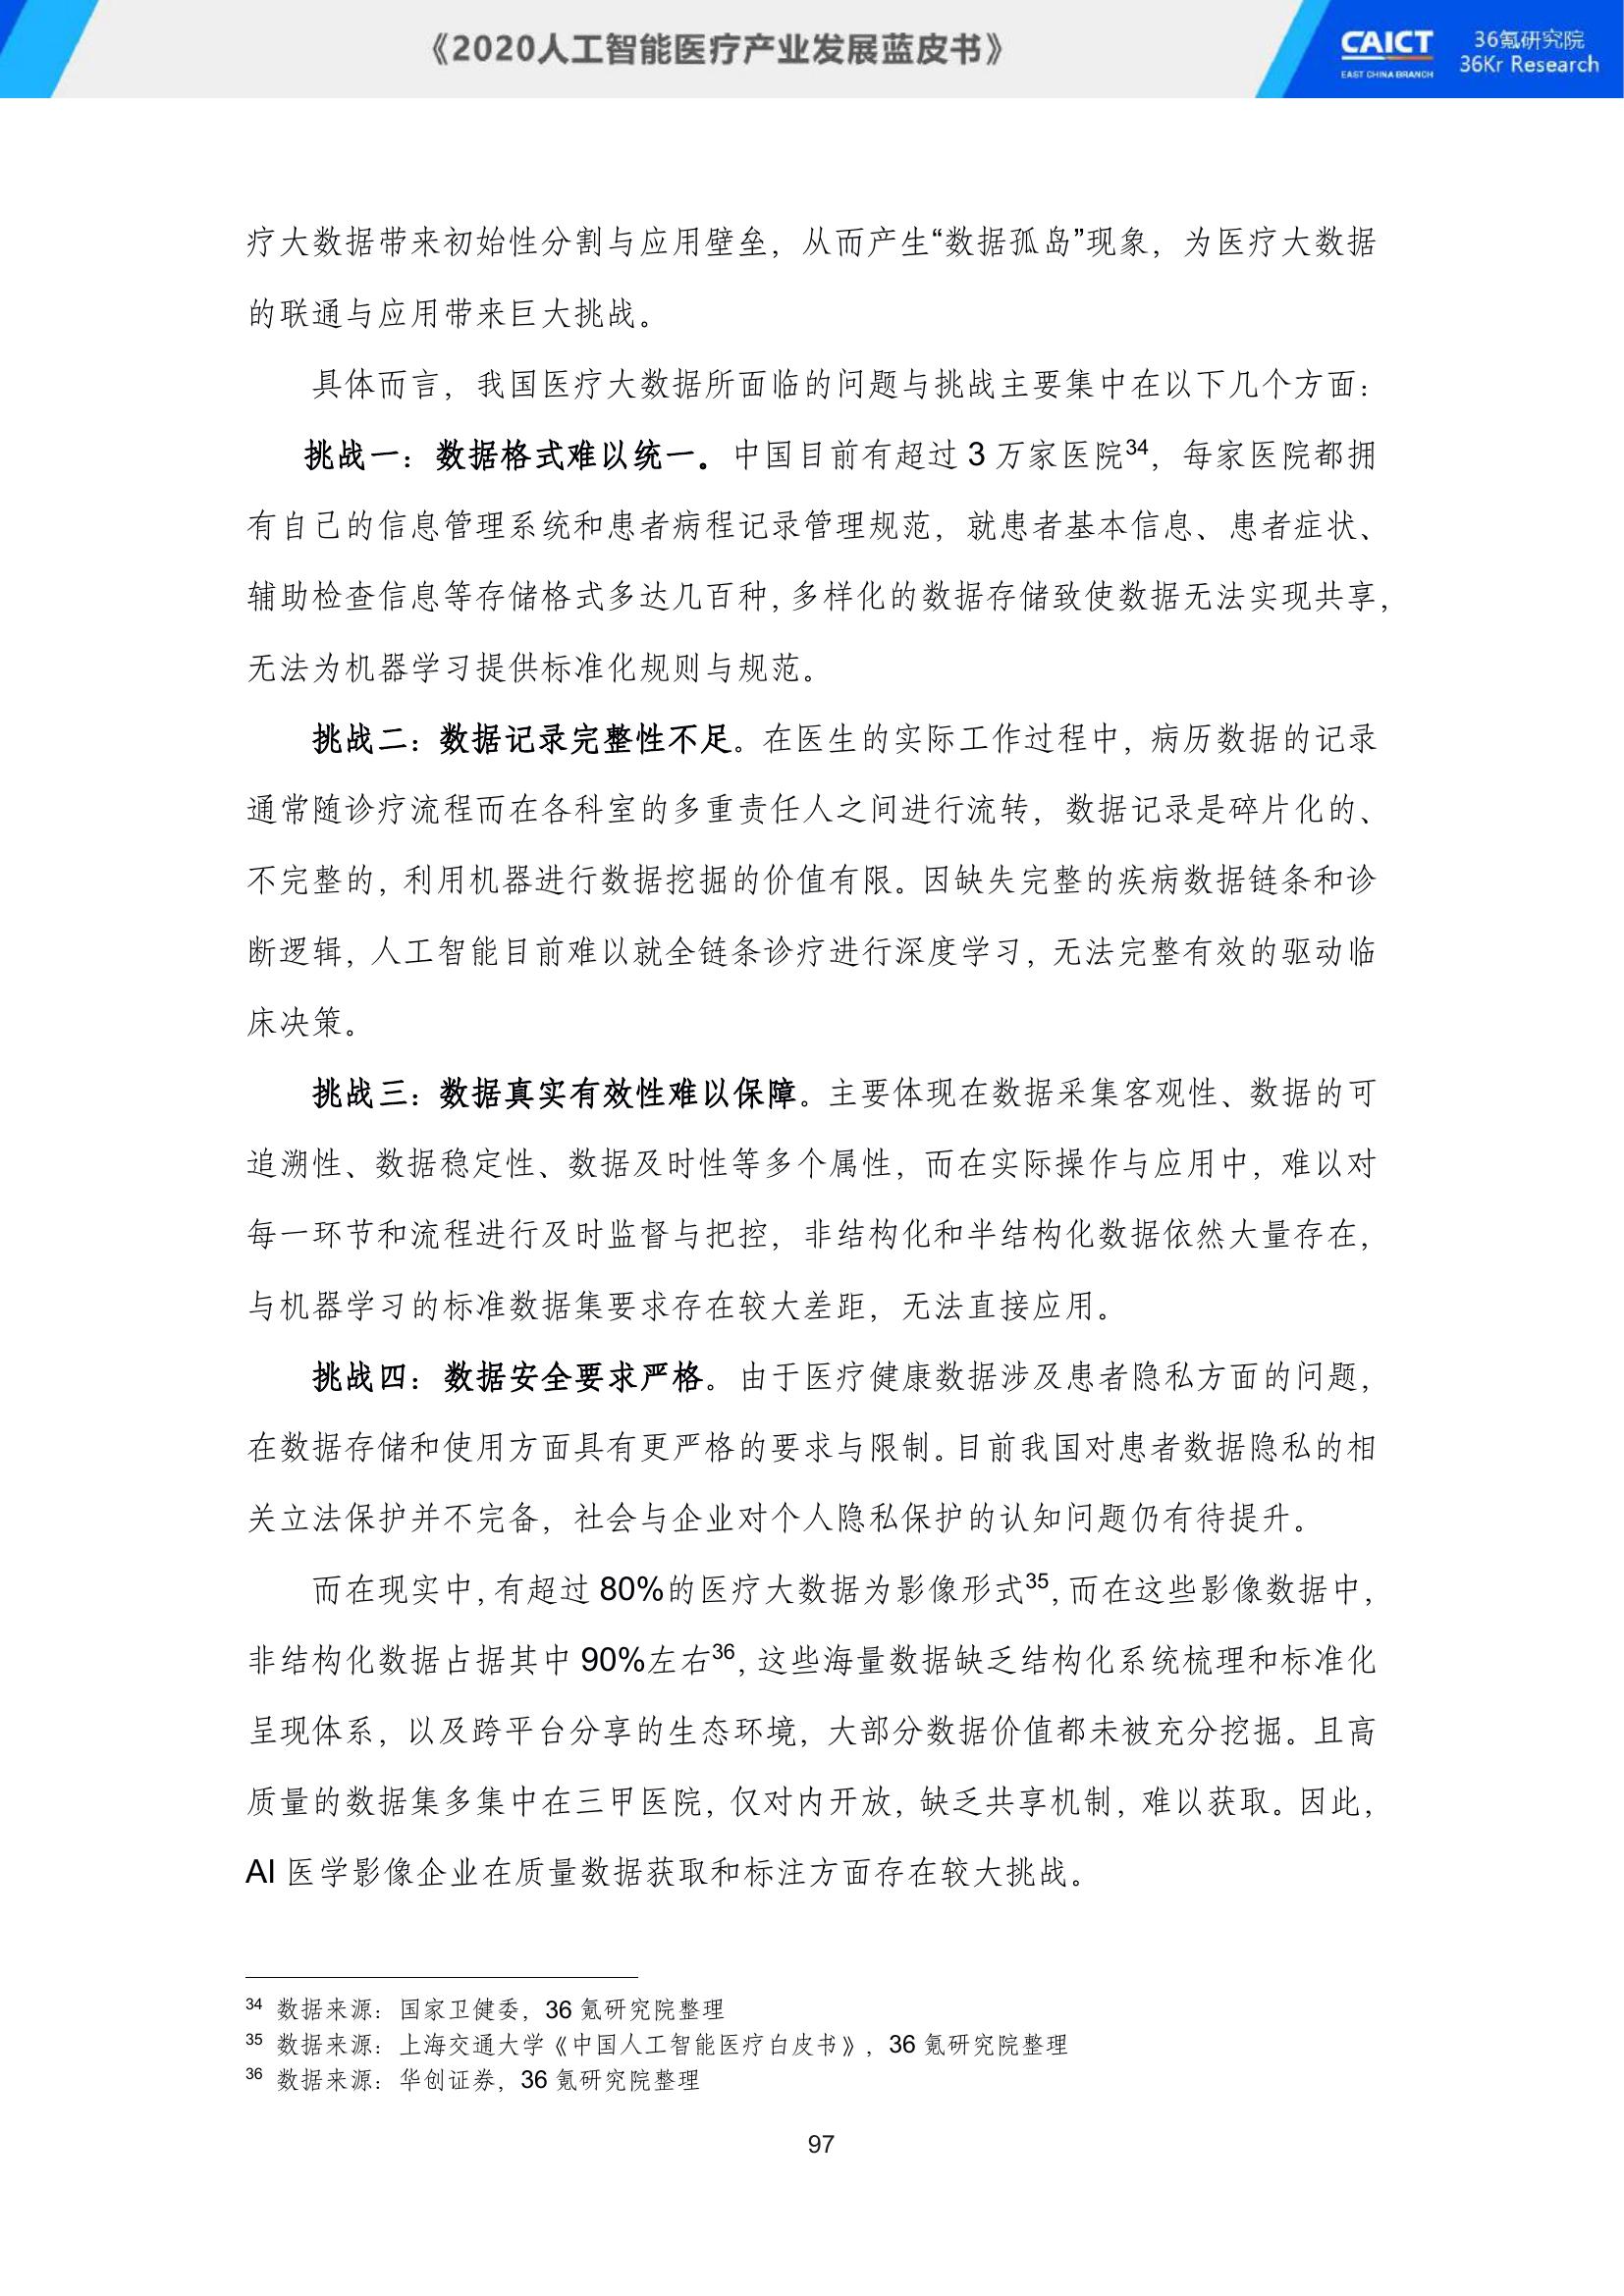 《2020人工智能医疗产业发展蓝皮书》
CAICT
EAST CHINA BRANCH
36氪研究院
36Kr Research
疗大数据带来初始性分割与应用壁垒，从而产生“数据孤岛”现象，为医疗大数据
的联通与应用带来巨大挑战。
具体而言，我国医疗大数据所面临的问题与挑战主要集中在以下几个方面：
挑战一：数据格式难以统一。中国目前有超过 3 万家医院34，每家医院都拥
有自己的信息管理系统和患者病程记录管理规范，就患者基本信息、患者症状、
辅助检查信息等存储格式多达几百种，多样化的数据存储致使数据无法实现共享，
无法为机器学习提供标准化规则与规范。
挑战二：数据记录完整性不足。在医生的实际工作过程中，病历数据的记录
通常随诊疗流程而在各科室的多重责任人之间进行流转，数据记录是碎片化的、
不完整的，利用机器进行数据挖掘的价值有限。因缺失完整的疾病数据链条和诊
断逻辑，人工智能目前难以就全链条诊疗进行深度学习，无法完整有效的驱动临
床决策。
挑战三：数据真实有效性难以保障。主要体现在数据采集客观性、数据的可
追溯性、数据稳定性、数据及时性等多个属性，而在实际操作与应用中，难以对
每一环节和流程进行及时监督与把控，非结构化和半结构化数据依然大量存在，
与机器学习的标准数据集要求存在较大差距，无法直接应用。
挑战四：数据安全要求严格。由于医疗健康数据涉及患者隐私方面的问题，
在数据存储和使用方面具有更严格的要求与限制。目前我国对患者数据隐私的相
关立法保护并不完备，社会与企业对个人隐私保护的认知问题仍有待提升。
而在现实中，有超过 80%的医疗大数据为影像形式35，而在这些影像数据中，
非结构化数据占据其中 90%左右36，这些海量数据缺乏结构化系统梳理和标准化
呈现体系，以及跨平台分享的生态环境，大部分数据价值都未被充分挖掘。且高
质量的数据集多集中在三甲医院，仅对内开放，缺乏共享机制，难以获取。因此，
AI 医学影像企业在质量数据获取和标注方面存在较大挑战。
34 数据来源：国家卫健委，36 氪研究院整理
35 数据来源：上海交通大学《中国人工智能医疗白皮书》，36 氪研究院整理
36 数据来源：华创证券，36 氪研究院整理
97